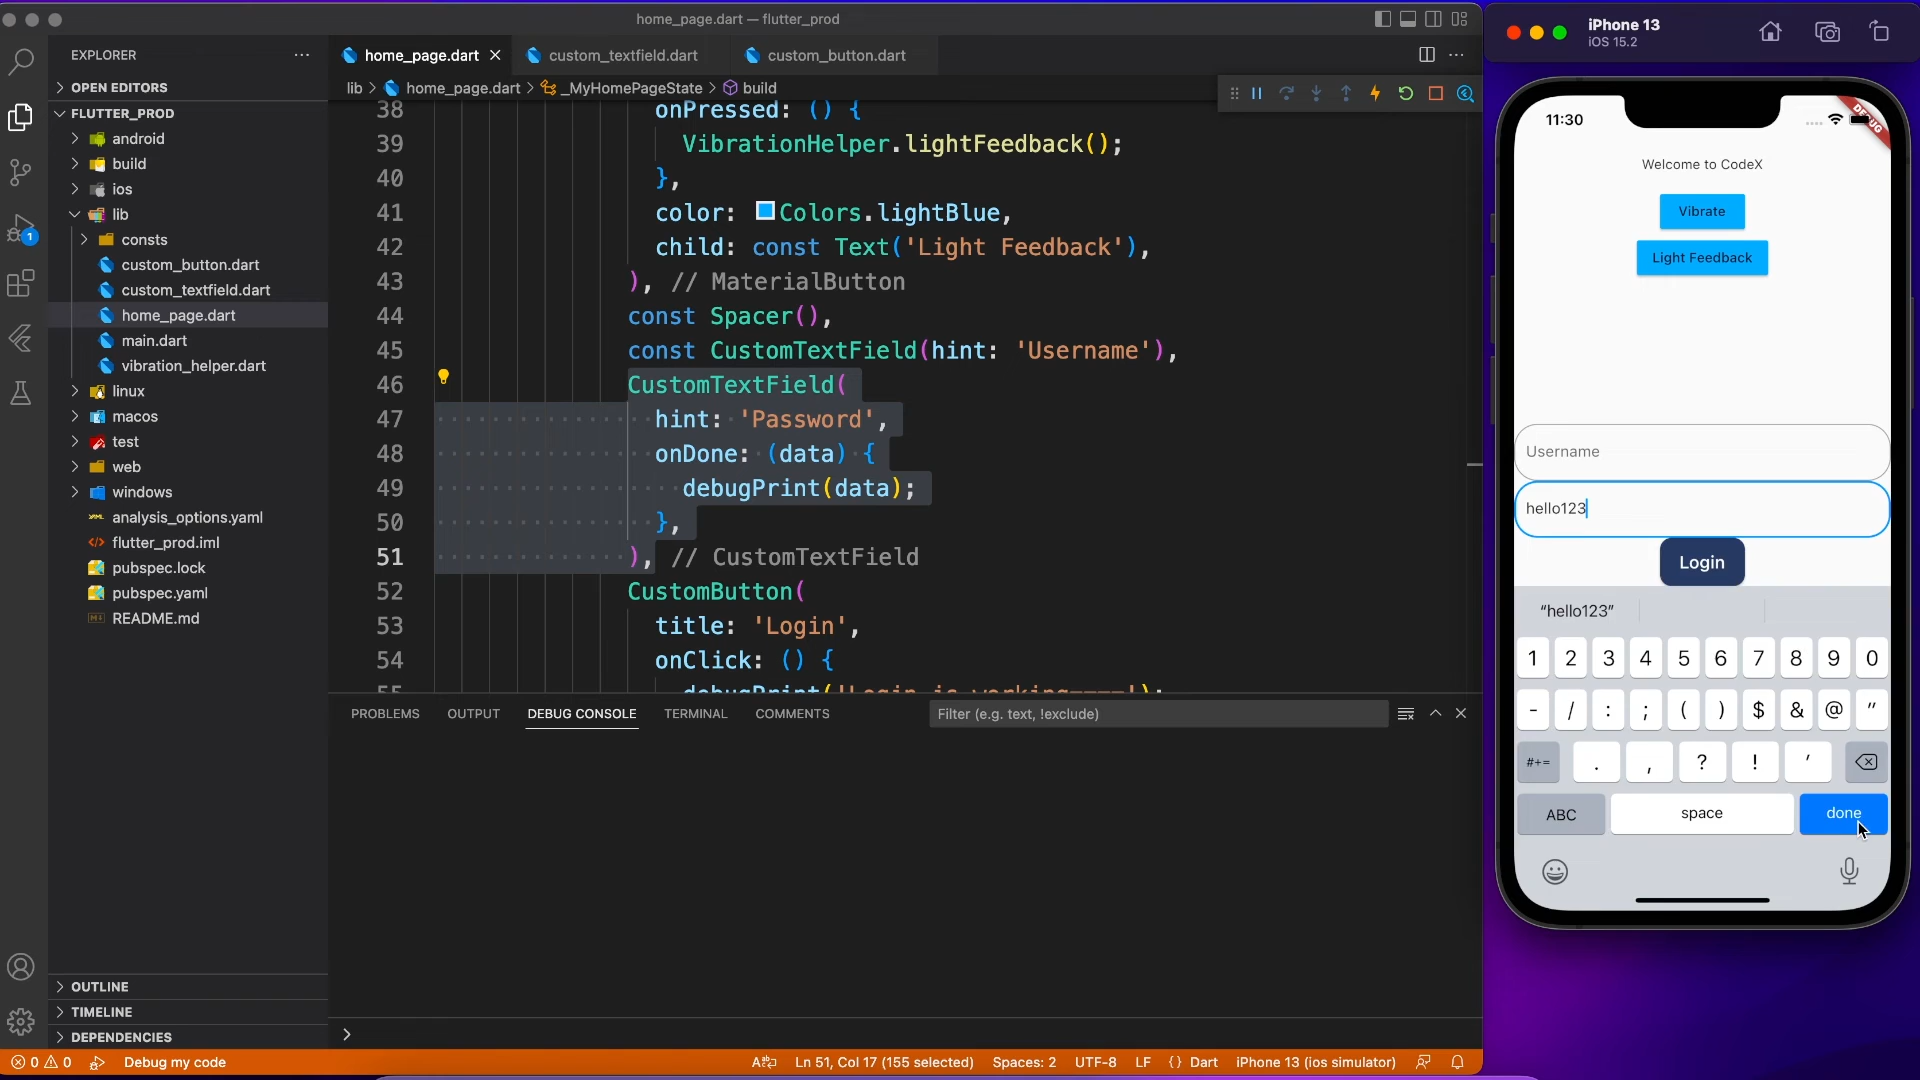 home_page.dart — flutter_prod
EXPLORER
OPEN EDITORS
FLUTTER_PROD
android
build
ios
lib
consts
custom_button.dart
custom_textfield.dart
home_page.dart
main.dart
vibration_helper.dart
linux
macos
test
web
windows
analysis_options.yaml
flutter_prod.iml
pubspec.lock
pubspec.yaml
README.md
OUTLINE
TIMELINE
DEPENDENCIES
1
home_page.dart
custom_textfield.dart
custom_button.dart
lib > home_page.dart > _MyHomePageState > build
38 onPressed: () {
39 VibrationHelper.lightFeedback();
40 },
41 color: Colors.lightBlue,
42 child: const Text('Light Feedback'),
43 ), // MaterialButton
44 const Spacer(),
45 const CustomTextField(hint: 'Username'),
46 CustomTextField(
47 hint: 'Password',
48 onDone: (data) {
49 debugPrint(data);
50 },
51 ), // CustomTextField
52 CustomButton(
53 title: 'Login',
54 onClick: () {
55 debugPrint('Login is working====');
PROBLEMS
OUTPUT
DEBUG CONSOLE
TERMINAL
COMMENTS
Filter (e.g. text, !exclude)
0 0 Debug my code
Ln 51, Col 17 (155 selected) Spaces: 2 UTF-8 LF {} Dart iPhone 13 (ios simulator)
iPhone 13
iOS 15.2
11:30
DEBUG
Welcome to CodeX
Vibrate
Light Feedback
Username
hello123
Login
“hello123”
1 2 3 4 5 6 7 8 9 0
- / : ; ( ) $ & @ "
#+= . , ? ! ′
ABC space done